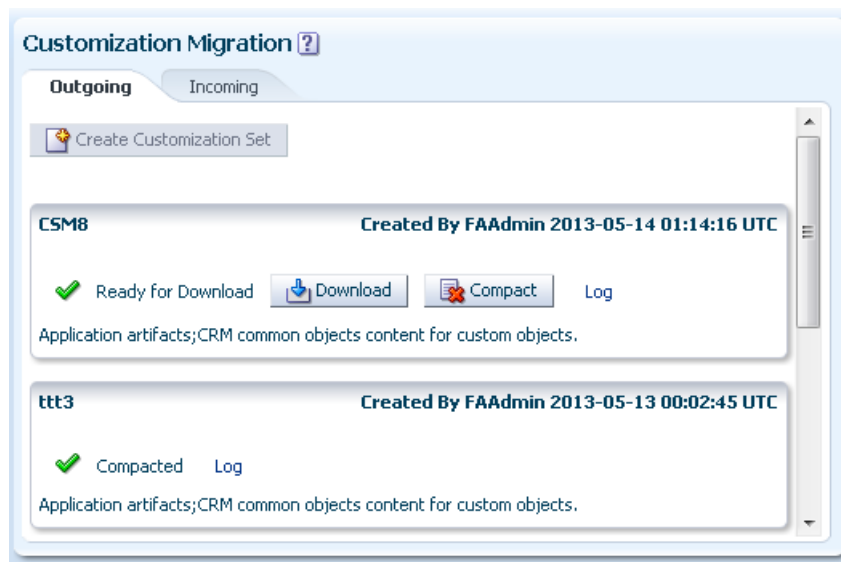 Customization Migration ?
Outgoing Incoming
Create Customization Set
CSM8 Created By FAAdmin 2013-05-14 01:14:16 UTC
Ready for Download Download Compact Log
Application artifacts;CRM common objects content for custom objects.
ttt3 Created By FAAdmin 2013-05-13 00:02:45 UTC
Compacted Log
Application artifacts;CRM common objects content for custom objects.